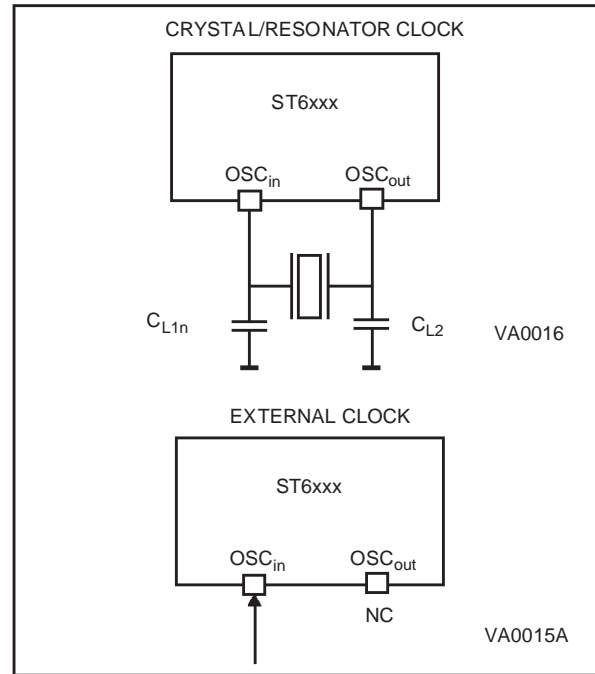 CRYSTAL/RESONATOR CLOCK
ST6xxx
OSCin OSCout
CL1n CL2
VA0016
EXTERNAL CLOCK
ST6xxx
OSCin OSCout
NC
VA0015A